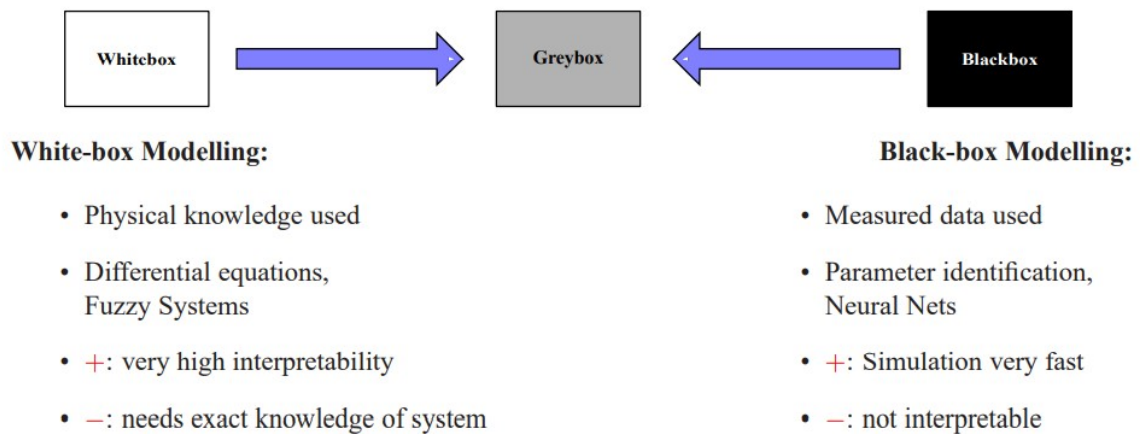 Whitebox
Greybox
Blackbox
White-box Modelling:
• Physical knowledge used
• Differential equations,
Fuzzy Systems
• +: very high interpretability
• −: needs exact knowledge of system
Black-box Modelling:
• Measured data used
• Parameter identification,
Neural Nets
• +: Simulation very fast
• −: not interpretable